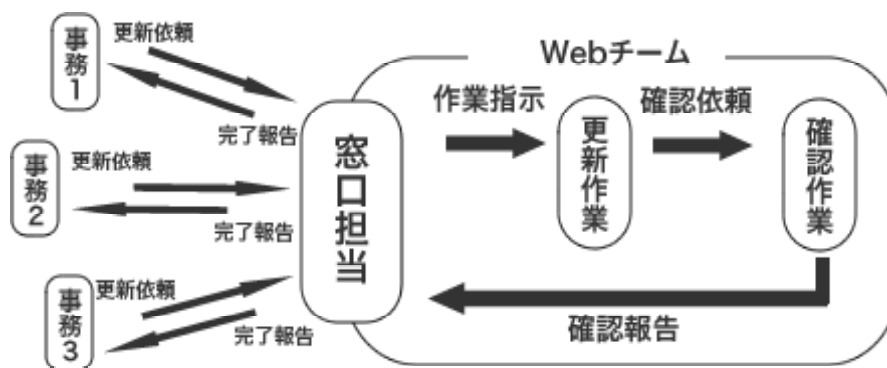 事務1
更新依頼
完了報告
事務2
更新依頼
完了報告
事務3
更新依頼
完了報告
窓口担当
Webチーム
作業指示
更新作業
確認依頼
確認作業
確認報告